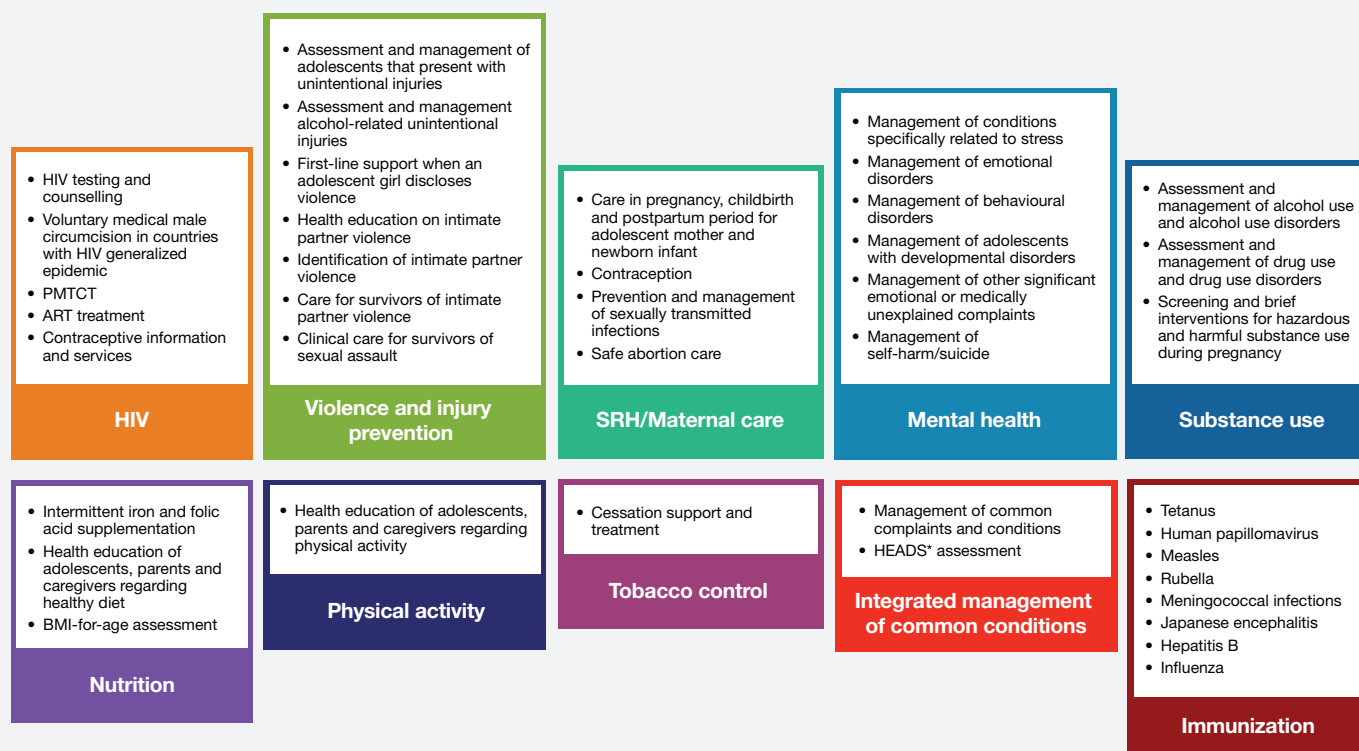 • HIV testing and
counselling
• Voluntary medical male
circumcision in countries
with HIV generalized
epidemic
• PMTCT
• ART treatment
• Contraceptive information
and services
HIV
• Assessment and management of
adolescents that present with
unintentional injuries
• Assessment and management
alcohol-related unintentional
injuries
• First-line support when an
adolescent girl discloses
violence
• Health education on intimate
partner violence
• Identification of intimate partner
violence
• Care for survivors of intimate
partner violence
• Clinical care for survivors of
sexual assault
Violence and injury
prevention
• Care in pregnancy, childbirth
and postpartum period for
adolescent mother and
newborn infant
• Contraception
• Prevention and management
of sexually transmitted
infections
• Safe abortion care
SRH/Maternal care
• Management of conditions
specifically related to stress
• Management of emotional
disorders
• Management of behavioural
disorders
• Management of adolescents
with developmental disorders
• Management of other significant
emotional or medically
unexplained complaints
• Management of
self-harm/suicide
Mental health
• Assessment and
management of alcohol use
and alcohol use disorders
• Assessment and
management of drug use
and drug use disorders
• Screening and brief
interventions for hazardous
and harmful substance use
during pregnancy
Substance use
• Intermittent iron and folic
acid supplementation
• Health education of
adolescents, parents and
caregivers regarding
healthy diet
• BMI-for-age assessment
Nutrition
• Health education of adolescents,
parents and caregivers regarding
physical activity
Physical activity
• Cessation support and
treatment
Tobacco control
• Management of common
complaints and conditions
• HEADS* assessment
Integrated management
of common conditions
• Tetanus
• Human papillomavirus
• Measles
• Rubella
• Meningococcal infections
• Japanese encephalitis
• Hepatitis B
• Influenza
Immunization